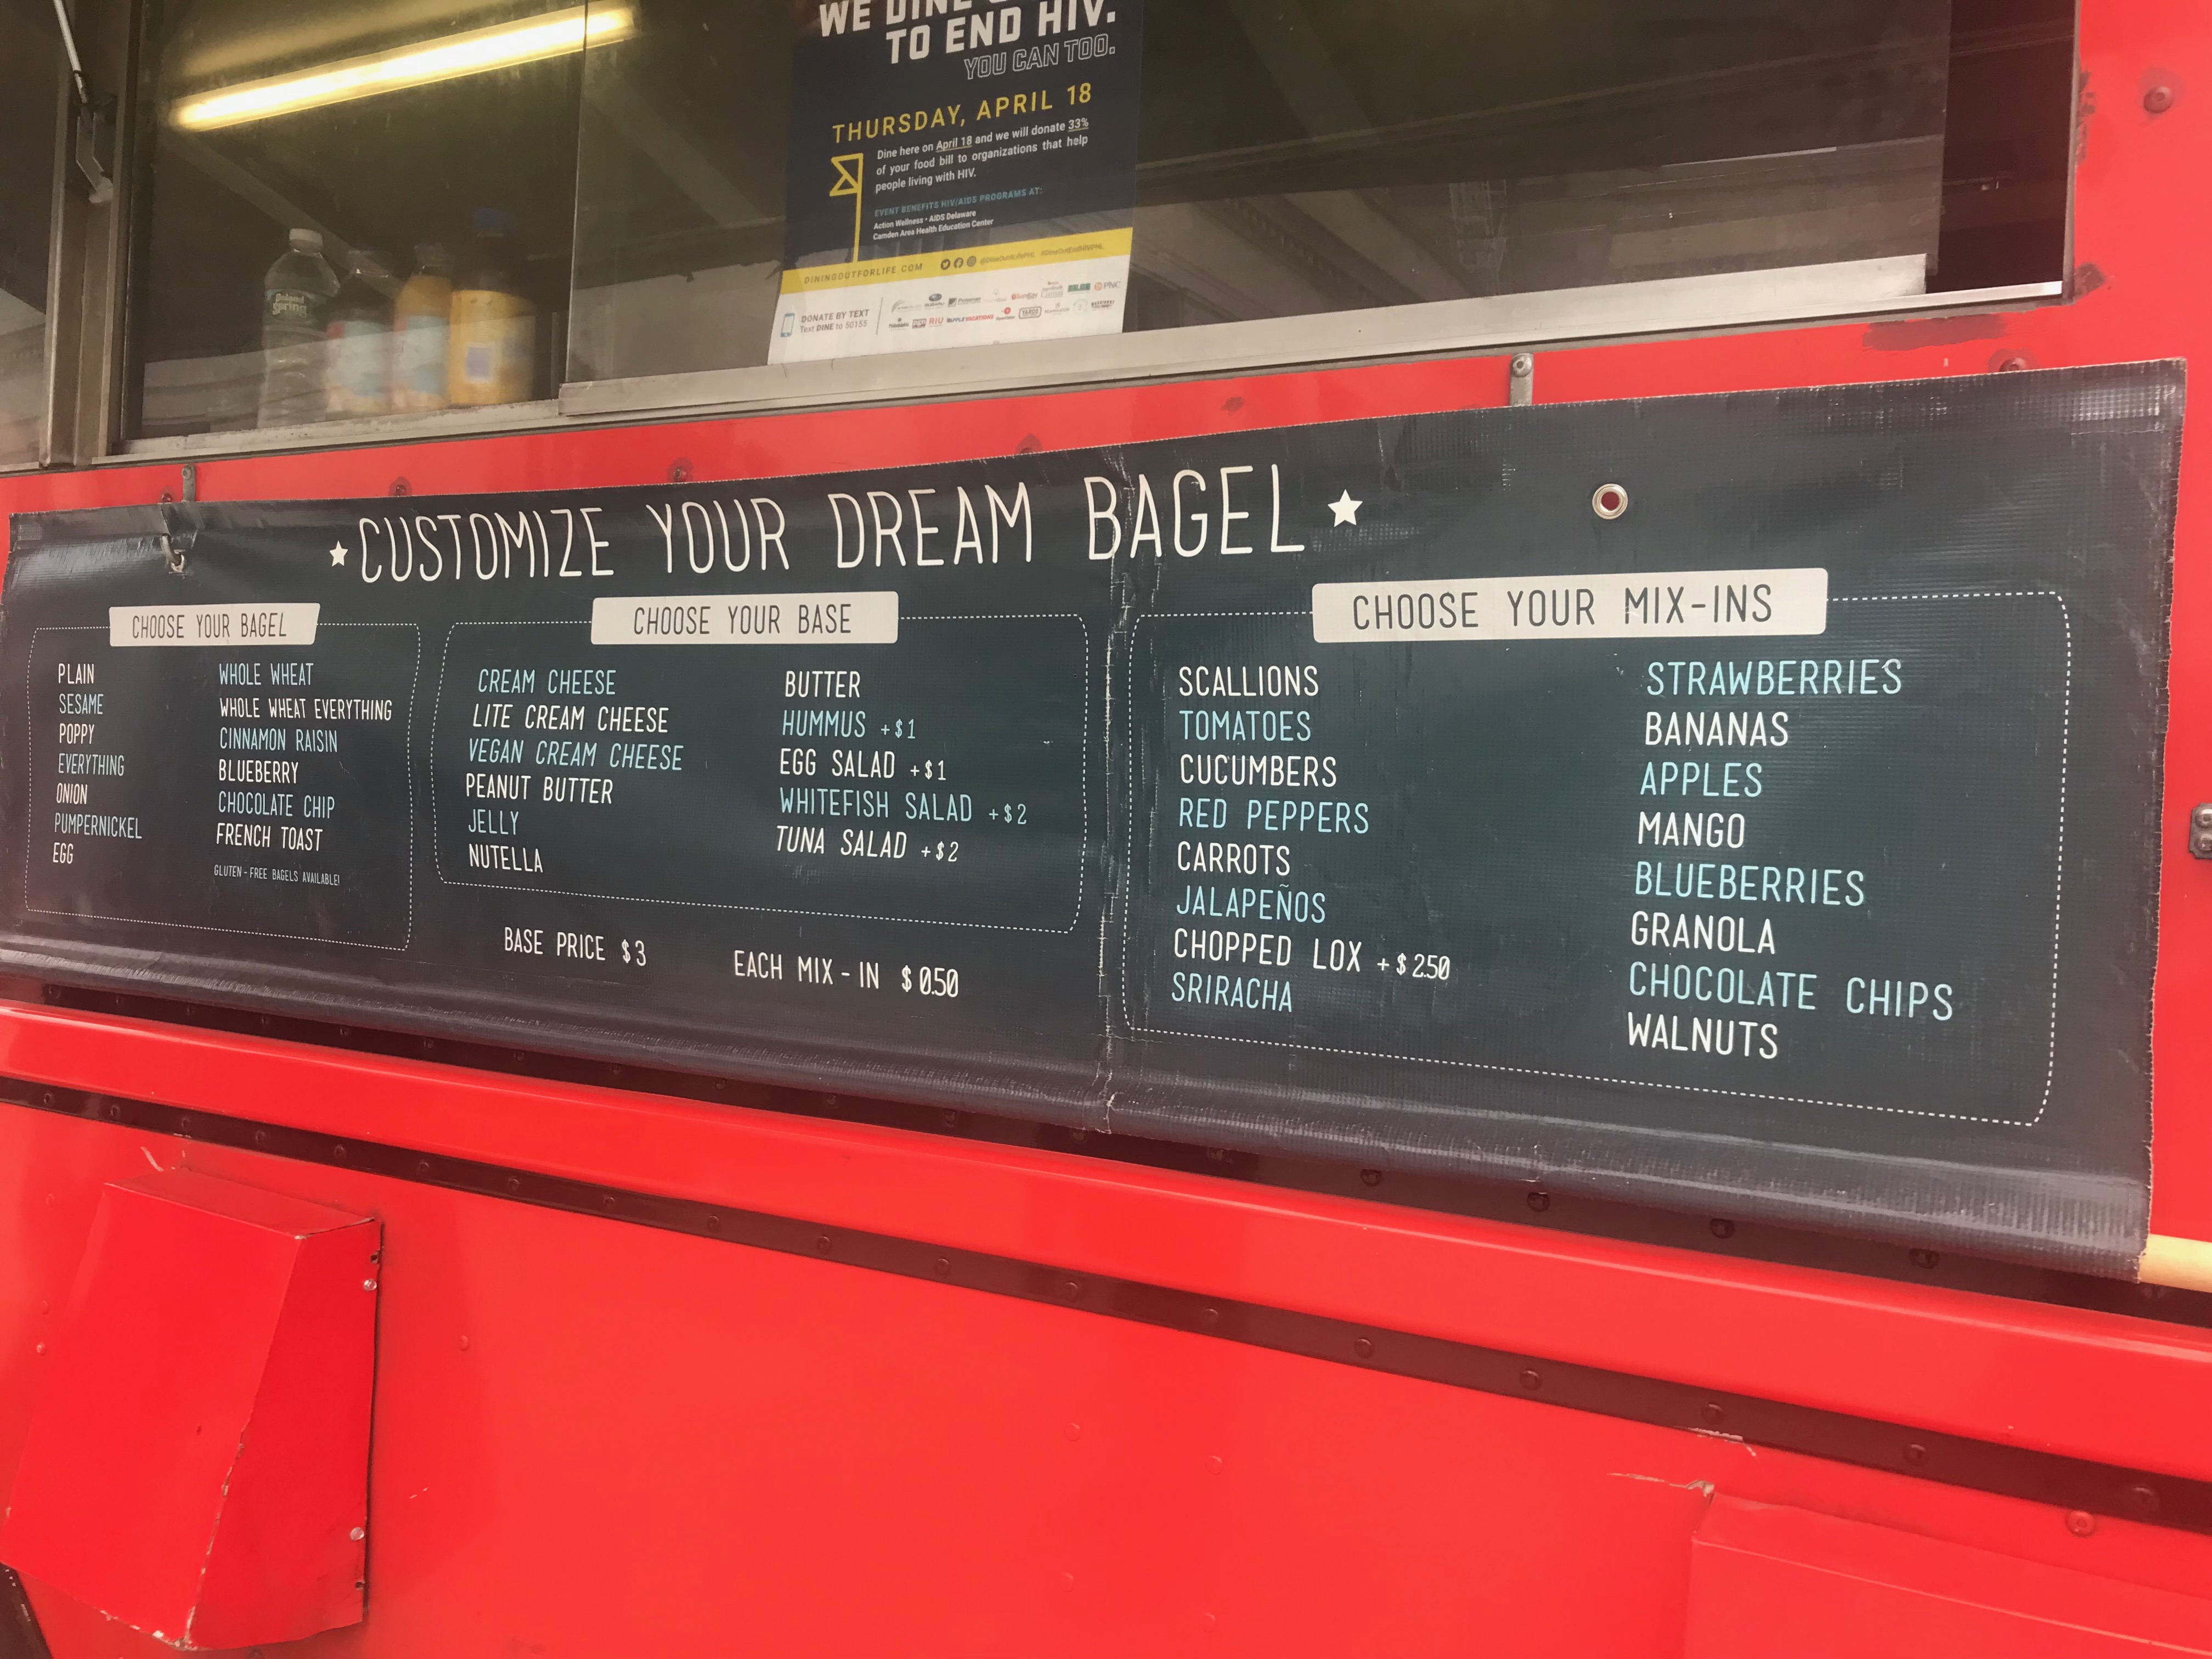 WE DINE
TO END HIV.
YOU CAN TOO.
THURSDAY, APRIL 18
Dine here on April 18 and we will donate 33%
of your food bill to organizations that help
people living with HIV.
EVENT BENEFITS HIV/AIDS PROGRAMS AT:
Action Wellness • AIDS Delaware
Camden Area Health Education Center
DININGOUTFORLIFE.COM
DONATE BY TEXT
Text DINE to 50155
PNC
Poland
Spring
★ CUSTOMIZE YOUR DREAM BAGEL ★
CHOOSE YOUR BAGEL
PLAIN
SESAME
POPPY
EVERYTHING
ONION
PUMPERNICKEL
EGG
WHOLE WHEAT
WHOLE WHEAT EVERYTHING
CINNAMON RAISIN
BLUEBERRY
CHOCOLATE CHIP
FRENCH TOAST
GLUTEN-FREE BAGELS AVAILABLE!
CHOOSE YOUR BASE
CREAM CHEESE
LITE CREAM CHEESE
VEGAN CREAM CHEESE
PEANUT BUTTER
JELLY
NUTELLA
BUTTER
HUMMUS +$1
EGG SALAD +$1
WHITEFISH SALAD +$2
TUNA SALAD +$2
BASE PRICE $3
EACH MIX-IN $0.50
CHOOSE YOUR MIX-INS
SCALLIONS
TOMATOES
CUCUMBERS
RED PEPPERS
CARROTS
JALAPEÑOS
CHOPPED LOX +$2.50
SRIRACHA
STRAWBERRIES
BANANAS
APPLES
MANGO
BLUEBERRIES
GRANOLA
CHOCOLATE CHIPS
WALNUTS